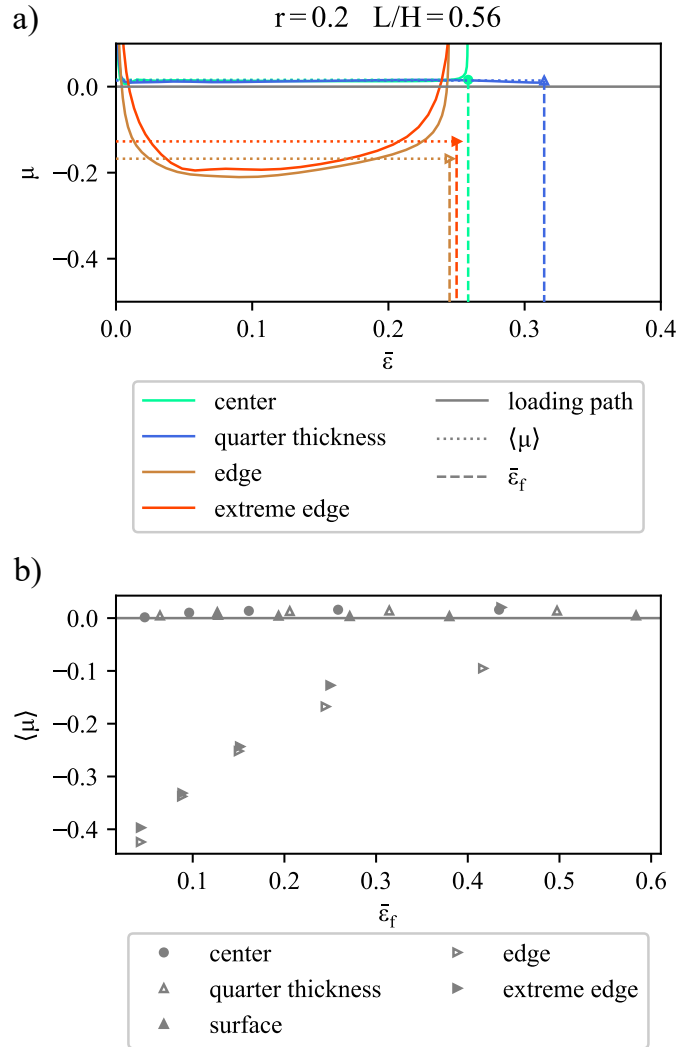 a)
r = 0.2 L/H = 0.56
0.0
−0.2
−0.4
μ
0.0 0.1 0.2 0.3 0.4
ε̄
center
quarter thickness
edge
extreme edge
loading path
⟨μ⟩
ε̄f
b)
0.0
−0.1
−0.2
−0.3
−0.4
⟨μ⟩
0.1 0.2 0.3 0.4 0.5 0.6
ε̄f
center
quarter thickness
surface
edge
extreme edge